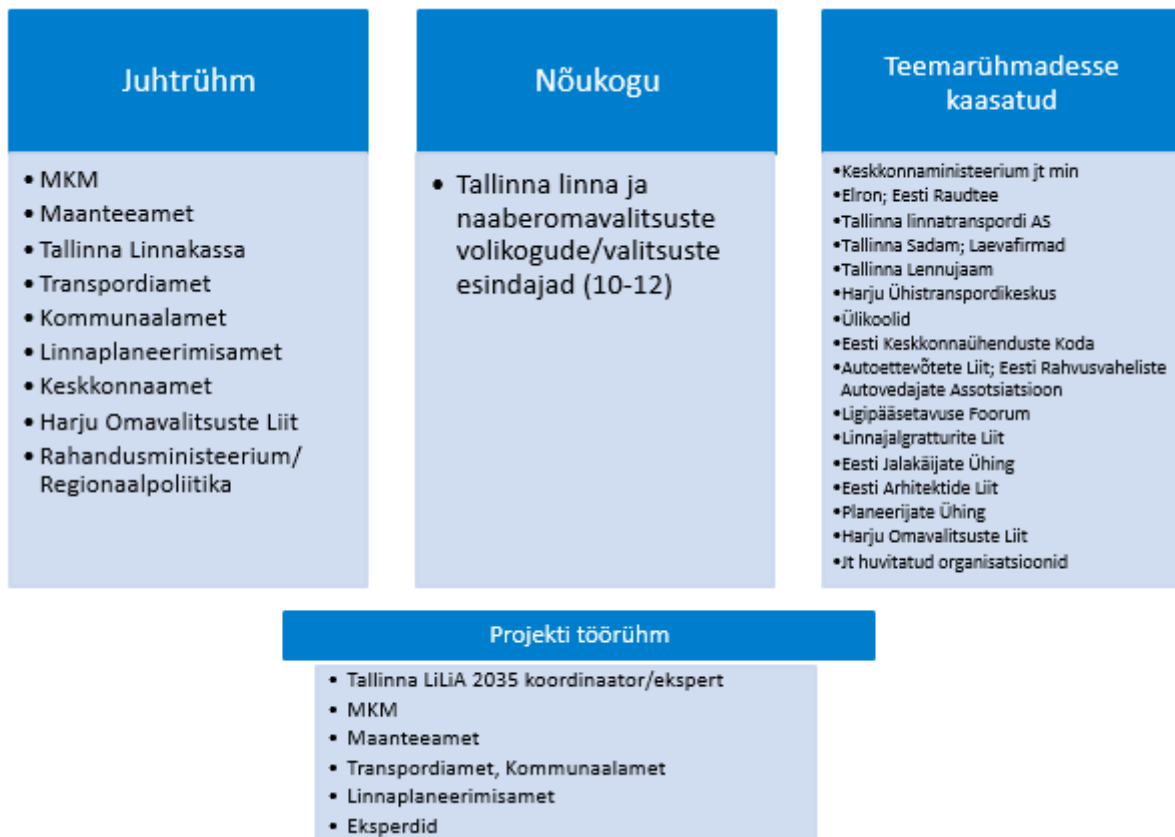 Juhtrühm
• MKM
• Maanteeamet
• Tallinna Linnakassa
• Transpordiamet
• Kommunaalamet
• Linnaplaneerimisamet
• Keskkonnaamet
• Harju Omavalitsuste Liit
• Rahandusministeerium/
Regionaalpoliitika
Nõukogu
• Tallinna linna ja
naaberomavalitsuste
volikogude/valitsuste
esindajad (10-12)
Teemarühmadesse
kaasatud
•Keskkonnaministeerium jt min
•Elron; Eesti Raudtee
•Tallinna linnatranspordi AS
•Tallinna Sadam; Laevafirmad
•Tallinna Lennujaam
•Harju Ühistranspordikeskus
•Ülikoolid
•Eesti Keskkonnaühenduste Koda
•Autoettevõtete Liit; Eesti Rahvusvaheliste
Autovedajate Assotsiatsioon
•Ligipääsetavuse Foorum
•Linnajalgratturite Liit
•Eesti Jalakäijate Ühing
•Eesti Arhitektide Liit
•Planeerijate Ühing
•Harju Omavalitsuste Liit
•Jt huvitatud organisatsioonid
Projekti töörühm
• Tallinna LiLiA 2035 koordinaator/ekspert
• MKM
• Maanteeamet
• Transpordiamet, Kommunaalamet
• Linnaplaneerimisamet
• Eksperdid